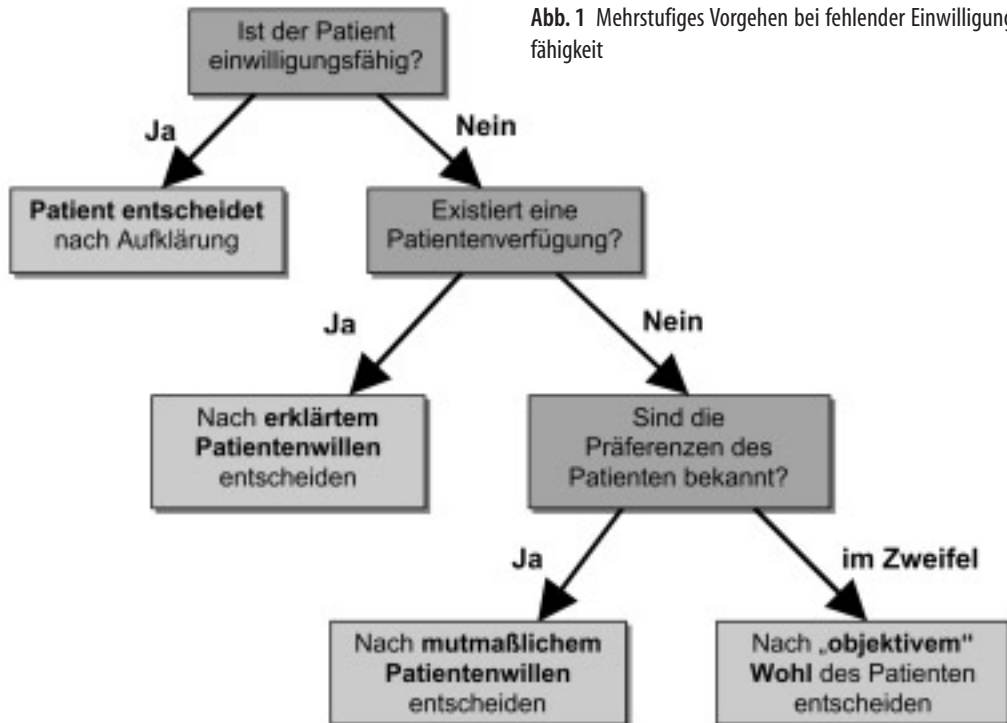 Abb. 1 Mehrstufiges Vorgehen bei fehlender Einwilligung
fähigkeit
Ist der Patient
einwilligungsfähig?
Ja
Nein
Patient entscheidet
nach Aufklärung
Existiert eine
Patientenverfügung?
Ja
Nein
Nach erklärtem
Patientenwillen
entscheiden
Sind die
Präferenzen des
Patienten bekannt?
Ja
im Zweifel
Nach mutmaßlichem
Patientenwillen
entscheiden
Nach „objektivem“
Wohl des Patienten
entscheiden